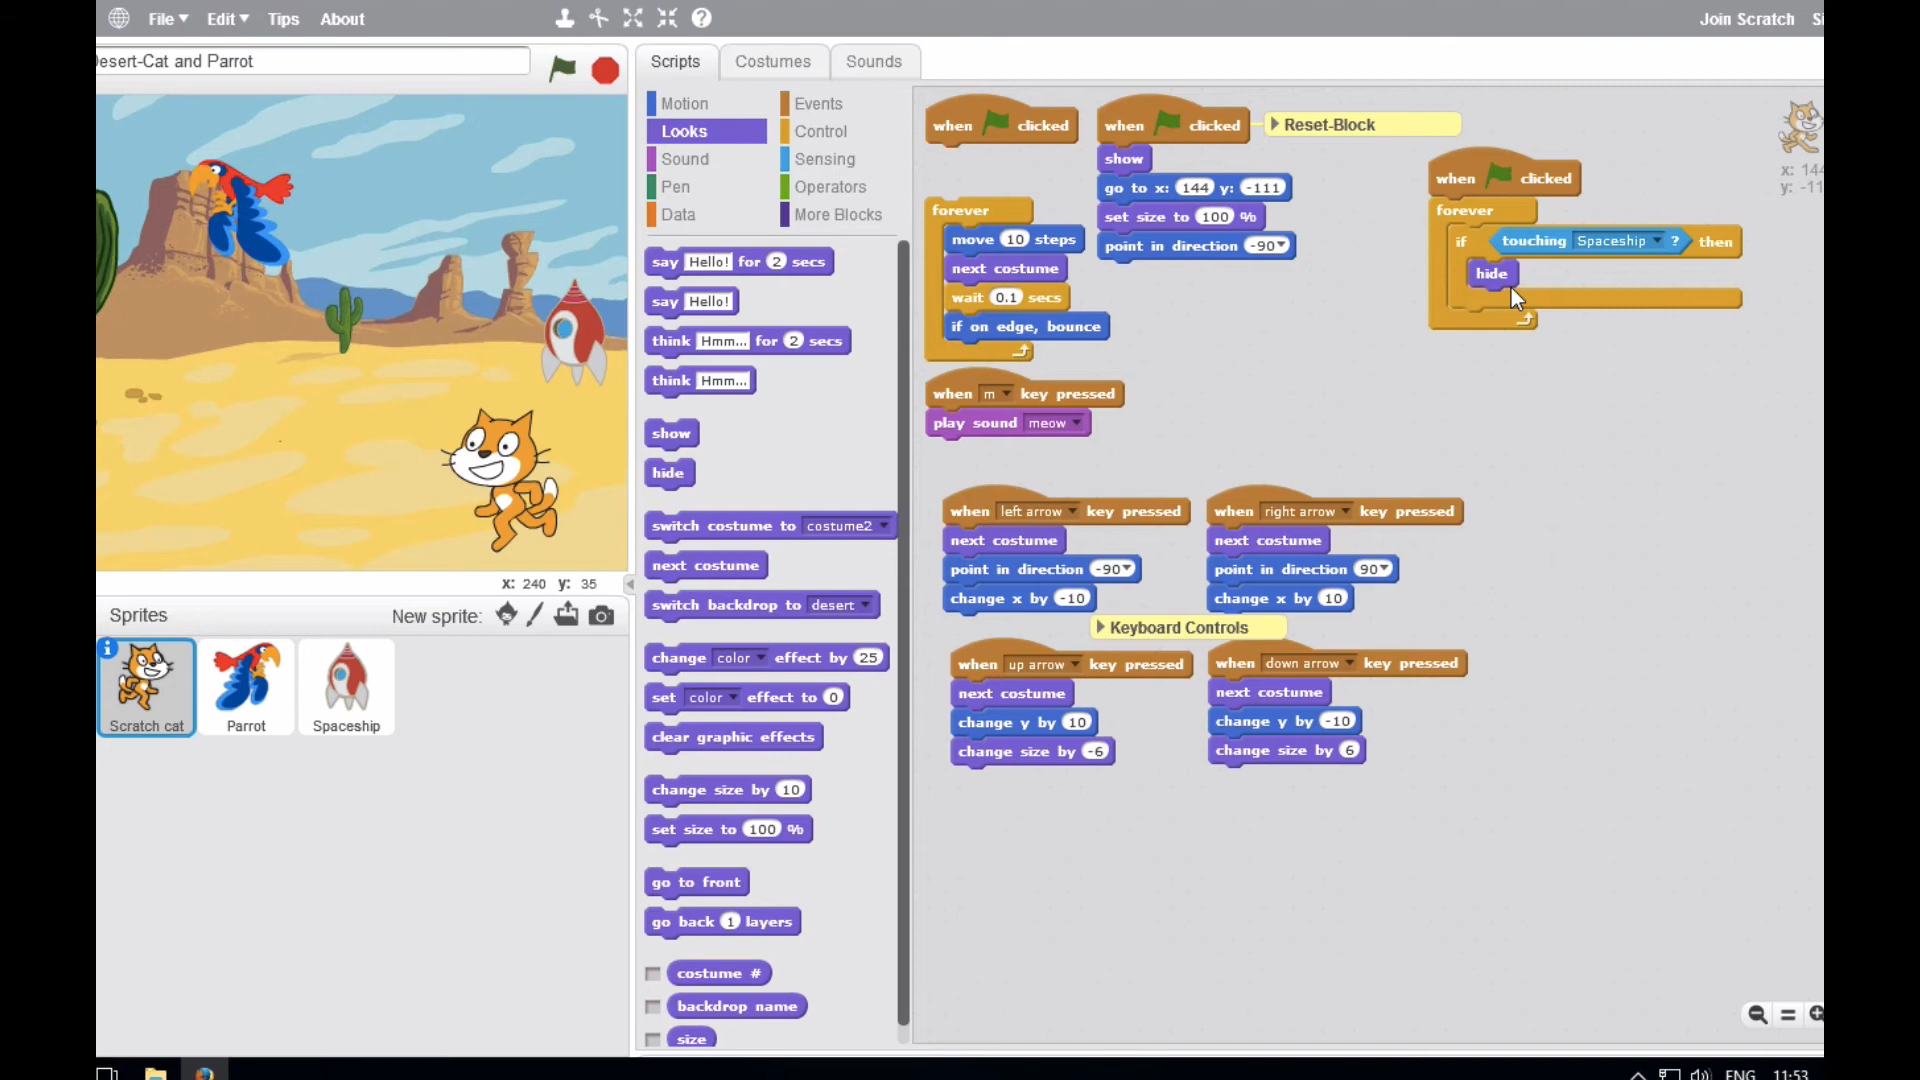 File Edit Tips About Join Scratch
Desert-Cat and Parrot
Scripts Costumes Sounds
Motion Events
Looks Control
Sound Sensing
Pen Operators
Data More Blocks
say Hello! for 2 secs
say Hello!
think Hmm... for 2 secs
think Hmm...
show
hide
switch costume to costume2
next costume
switch backdrop to desert
change color effect by 25
set color effect to 0
clear graphic effects
change size by 10
set size to 100 %
go to front
go back 1 layers
costume #
backdrop name
size
when clicked
forever
move 10 steps
next costume
wait 0.1 secs
if on edge, bounce
when clicked
Reset-Block
show
go to x: 144 y: -111
set size to 100 %
point in direction -90
when clicked
forever
if touching Spaceship ? then
hide
x: 144
y: -11
when m key pressed
play sound meow
when left arrow key pressed
next costume
point in direction -90
change x by -10
when right arrow key pressed
next costume
point in direction 90
change x by 10
Keyboard Controls
when up arrow key pressed
next costume
change y by 10
change size by -6
when down arrow key pressed
next costume
change y by -10
change size by 6
x: 240 y: 35
Sprites New sprite:
Scratch cat Parrot Spaceship
ENG 11:53